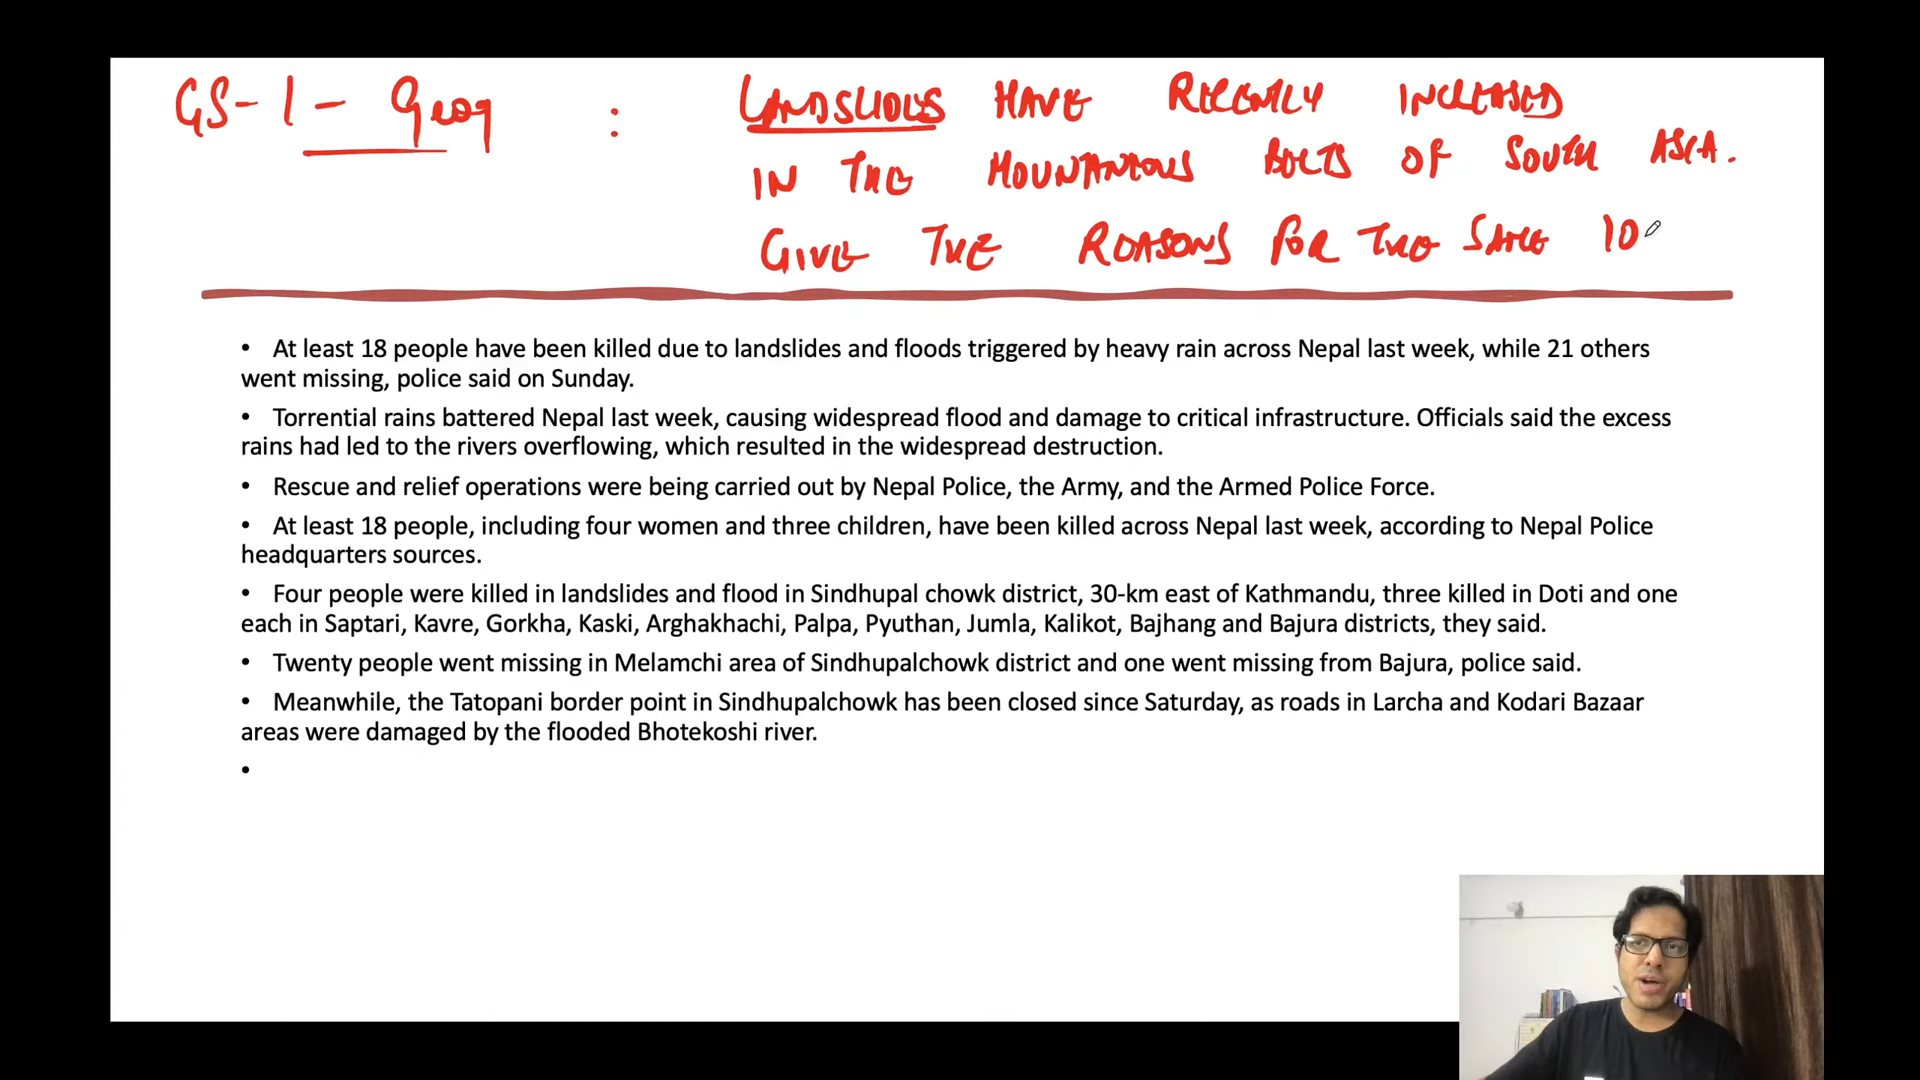 GS-1 - Geog : LANDSLIDES HAVE RECENTLY INCREASED
IN THE MOUNTANIOUS BELTS OF SOUTH ASIA.
GIVE THE REASONS FOR THE SAME 10
• At least 18 people have been killed due to landslides and floods triggered by heavy rain across Nepal last week, while 21 others
went missing, police said on Sunday.
• Torrential rains battered Nepal last week, causing widespread flood and damage to critical infrastructure. Officials said the excess
rains had led to the rivers overflowing, which resulted in the widespread destruction.
• Rescue and relief operations were being carried out by Nepal Police, the Army, and the Armed Police Force.
• At least 18 people, including four women and three children, have been killed across Nepal last week, according to Nepal Police
headquarters sources.
• Four people were killed in landslides and flood in Sindhupal chowk district, 30-km east of Kathmandu, three killed in Doti and one
each in Saptari, Kavre, Gorkha, Kaski, Arghakhachi, Palpa, Pyuthan, Jumla, Kalikot, Bajhang and Bajura districts, they said.
• Twenty people went missing in Melamchi area of Sindhupalchowk district and one went missing from Bajura, police said.
• Meanwhile, the Tatopani border point in Sindhupalchowk has been closed since Saturday, as roads in Larcha and Kodari Bazaar
areas were damaged by the flooded Bhotekoshi river.
•